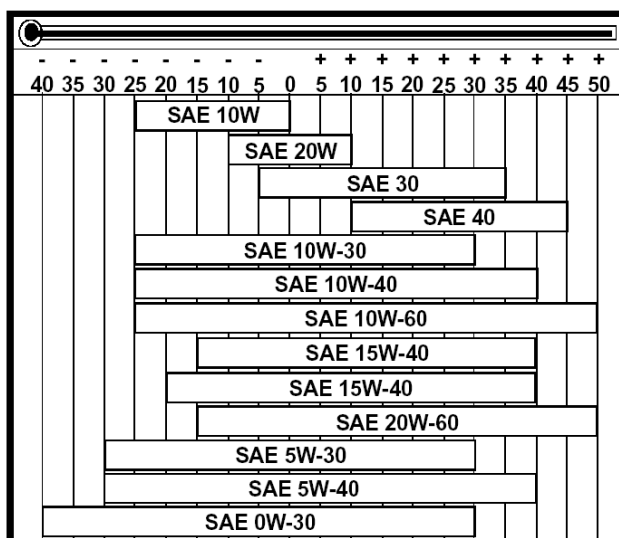 - - - - - - - - + + + + + + + + + +
40 35 30 25 20 15 10 5 0 5 10 15 20 25 30 35 40 45 50
SAE 10W
SAE 20W
SAE 30
SAE 40
SAE 10W-30
SAE 10W-40
SAE 10W-60
SAE 15W-40
SAE 15W-40
SAE 20W-60
SAE 5W-30
SAE 5W-40
SAE 0W-30